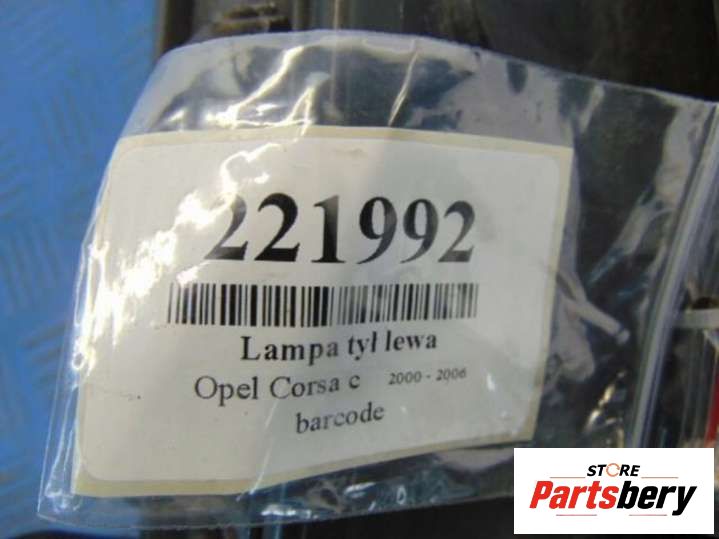 221992
Lampa tył lewa
Opel Corsa c 2000 - 2006
barcode
STORE
Partsbery